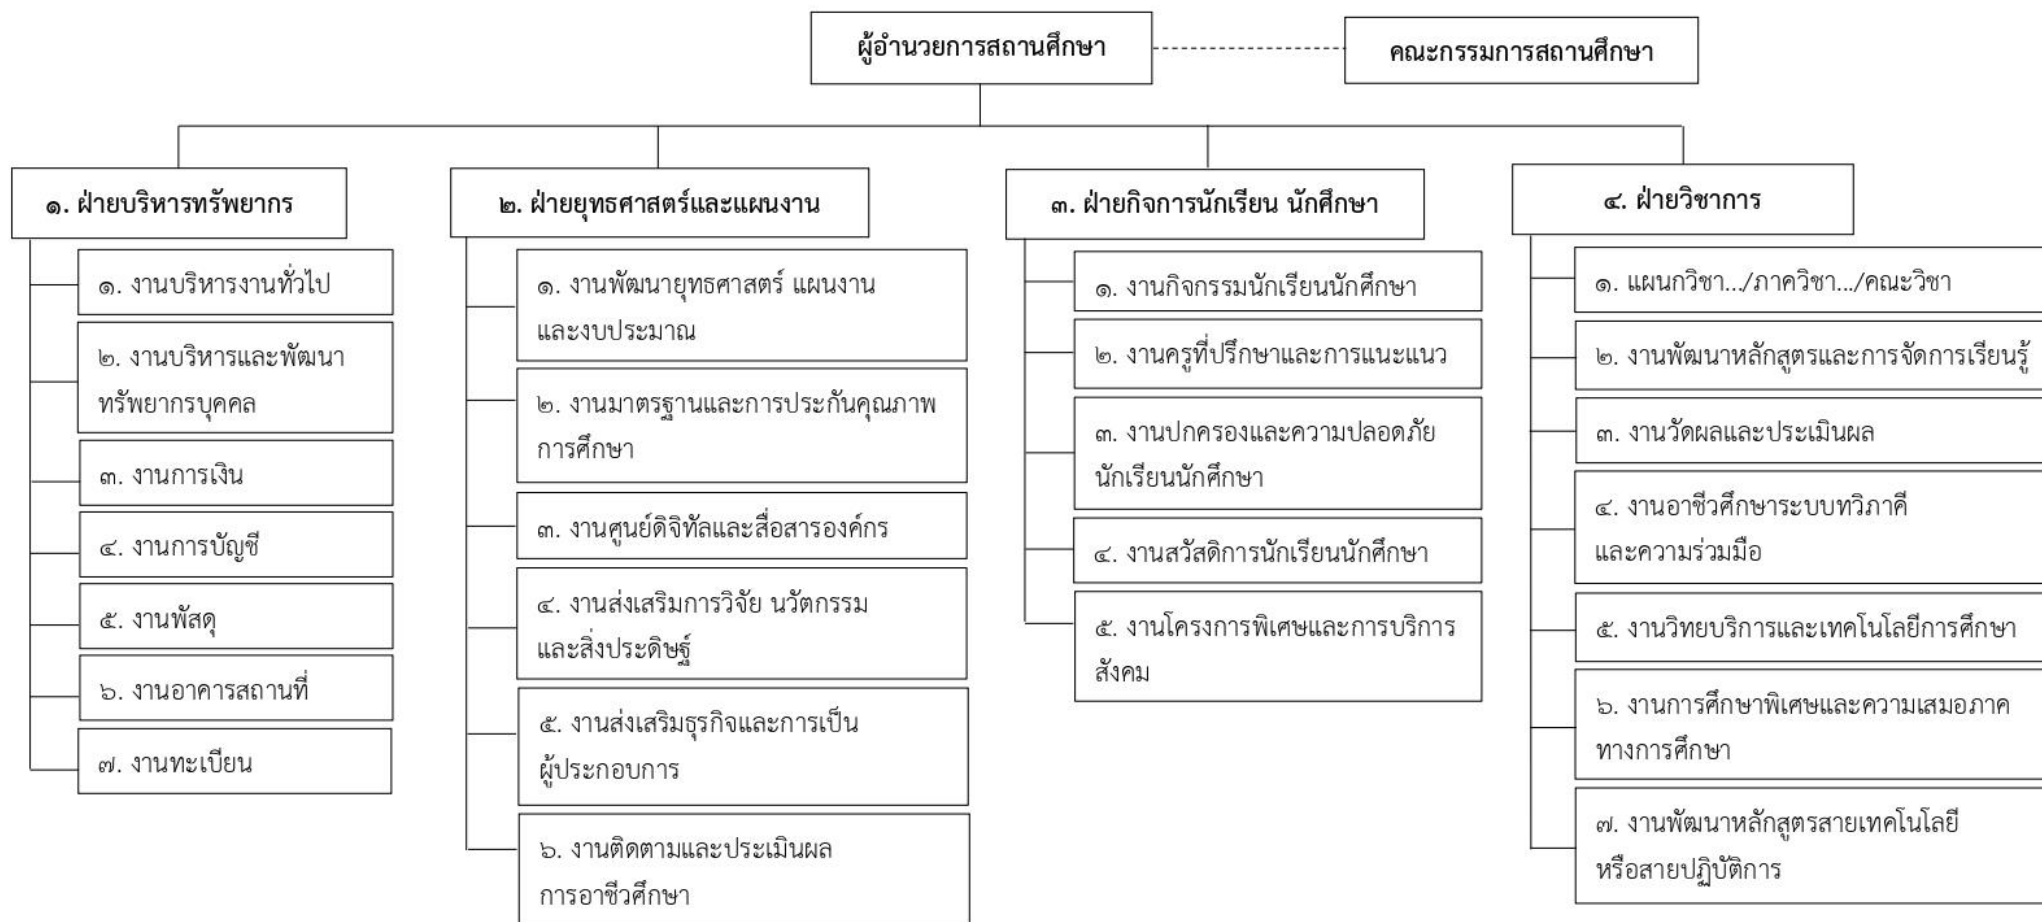 ผู้อำนวยการสถานศึกษา
คณะกรรมการสถานศึกษา
๑. ฝ่ายบริหารทรัพยากร
๑. งานบริหารงานทั่วไป
๒. งานบริหารและพัฒนา
ทรัพยากรบุคคล
๓. งานการเงิน
๔. งานการบัญชี
๕. งานพัสดุ
๖. งานอาคารสถานที่
๗. งานทะเบียน
๒. ฝ่ายยุทธศาสตร์และแผนงาน
๑. งานพัฒนายุทธศาสตร์ แผนงาน
และงบประมาณ
๒. งานมาตรฐานและการประกันคุณภาพ
การศึกษา
๓. งานศูนย์ดิจิทัลและสื่อสารองค์กร
๔. งานส่งเสริมการวิจัย นวัตกรรม
และสิ่งประดิษฐ์
๕. งานส่งเสริมธุรกิจและการเป็น
ผู้ประกอบการ
๖. งานติดตามและประเมินผล
การอาชีวศึกษา
๓. ฝ่ายกิจการนักเรียน นักศึกษา
๑. งานกิจกรรมนักเรียนนักศึกษา
๒. งานครูที่ปรึกษาและการแนะแนว
๓. งานปกครองและความปลอดภัย
นักเรียนนักศึกษา
๔. งานสวัสดิการนักเรียนนักศึกษา
๕. งานโครงการพิเศษและการบริการ
สังคม
๔. ฝ่ายวิชาการ
๑. แผนกวิชา.../ภาควิชา.../คณะวิชา
๒. งานพัฒนาหลักสูตรและการจัดการเรียนรู้
๓. งานวัดผลและประเมินผล
๔. งานอาชีวศึกษาระบบทวิภาคี
และความร่วมมือ
๕. งานวิทยบริการและเทคโนโลยีการศึกษา
๖. งานการศึกษาพิเศษและความเสมอภาค
ทางการศึกษา
๗. งานพัฒนาหลักสูตรสายเทคโนโลยี
หรือสายปฏิบัติการ